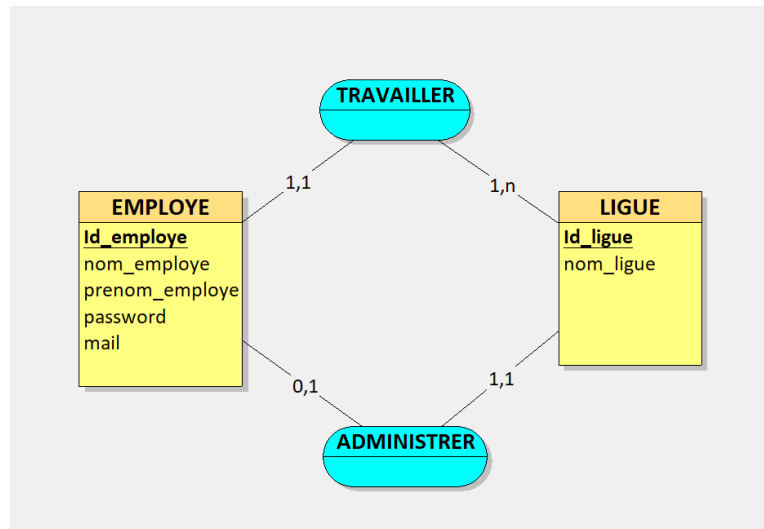 TRAVAILLER
1,1
1,n
EMPLOYE
Id_employe
nom_employe
prenom_employe
password
mail
LIGUE
Id_ligue
nom_ligue
0,1
1,1
ADMINISTRER